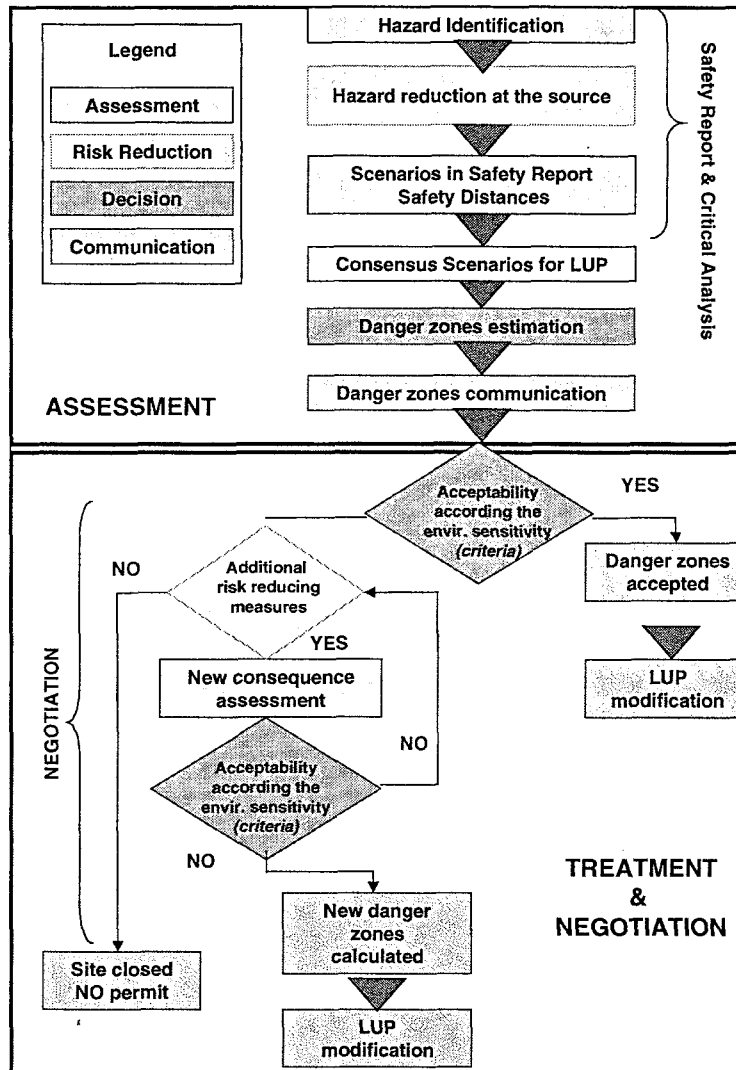 Legend
Assessment
Risk Reduction
Decision
Communication
Hazard Identification
Hazard reduction at the source
Scenarios in Safety Report
Safety Distances
Consensus Scenarios for LUP
Danger zones estimation
Danger zones communication
Safety Report & Critical Analysis
ASSESSMENT
Acceptability
according the
envir. sensitivity
(criteria)
YES
Danger zones
accepted
LUP
modification
NO
Additional
risk reducing
measures
YES
New consequence
assessment
NO
Acceptability
according the
envir. sensitivity
(criteria)
NO
NEGOTIATION
New danger
zones
calculated
LUP
modification
Site closed
NO permit
TREATMENT
&
NEGOTIATION